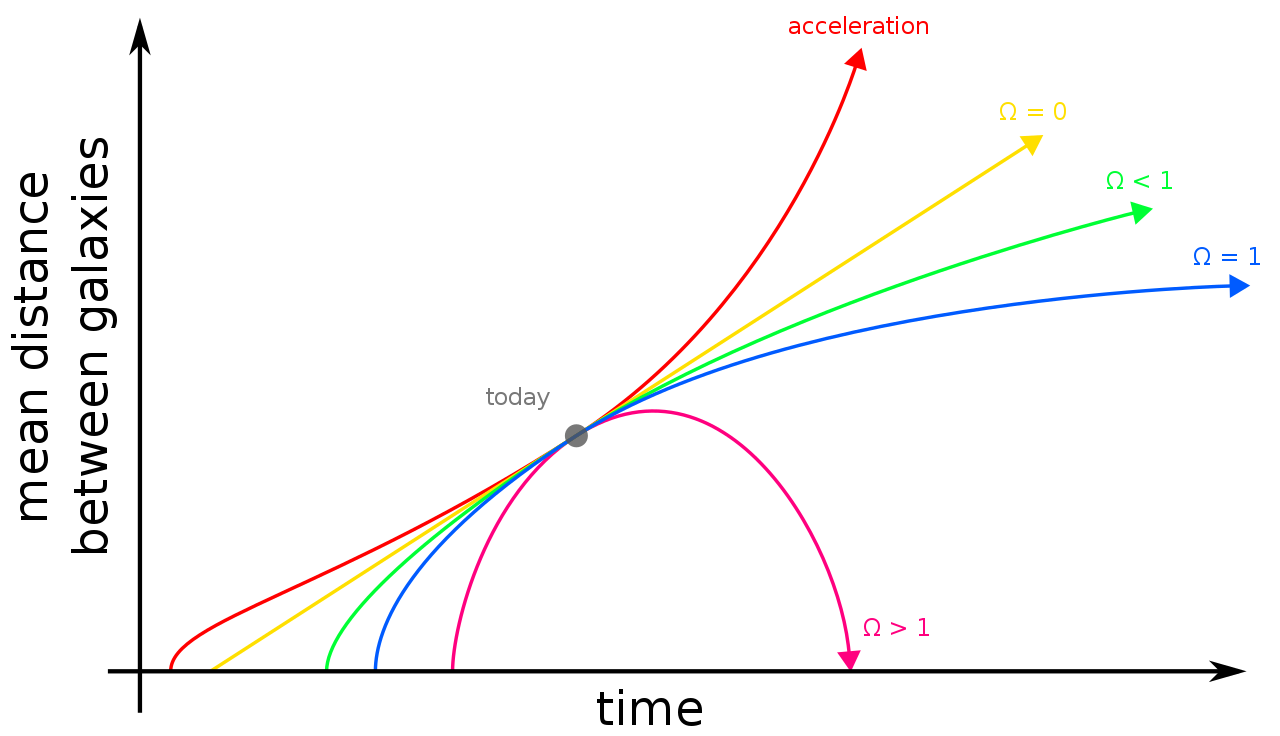 acceleration
Ω = 0
Ω < 1
Ω = 1
mean distance
between galaxies
today
Ω > 1
time